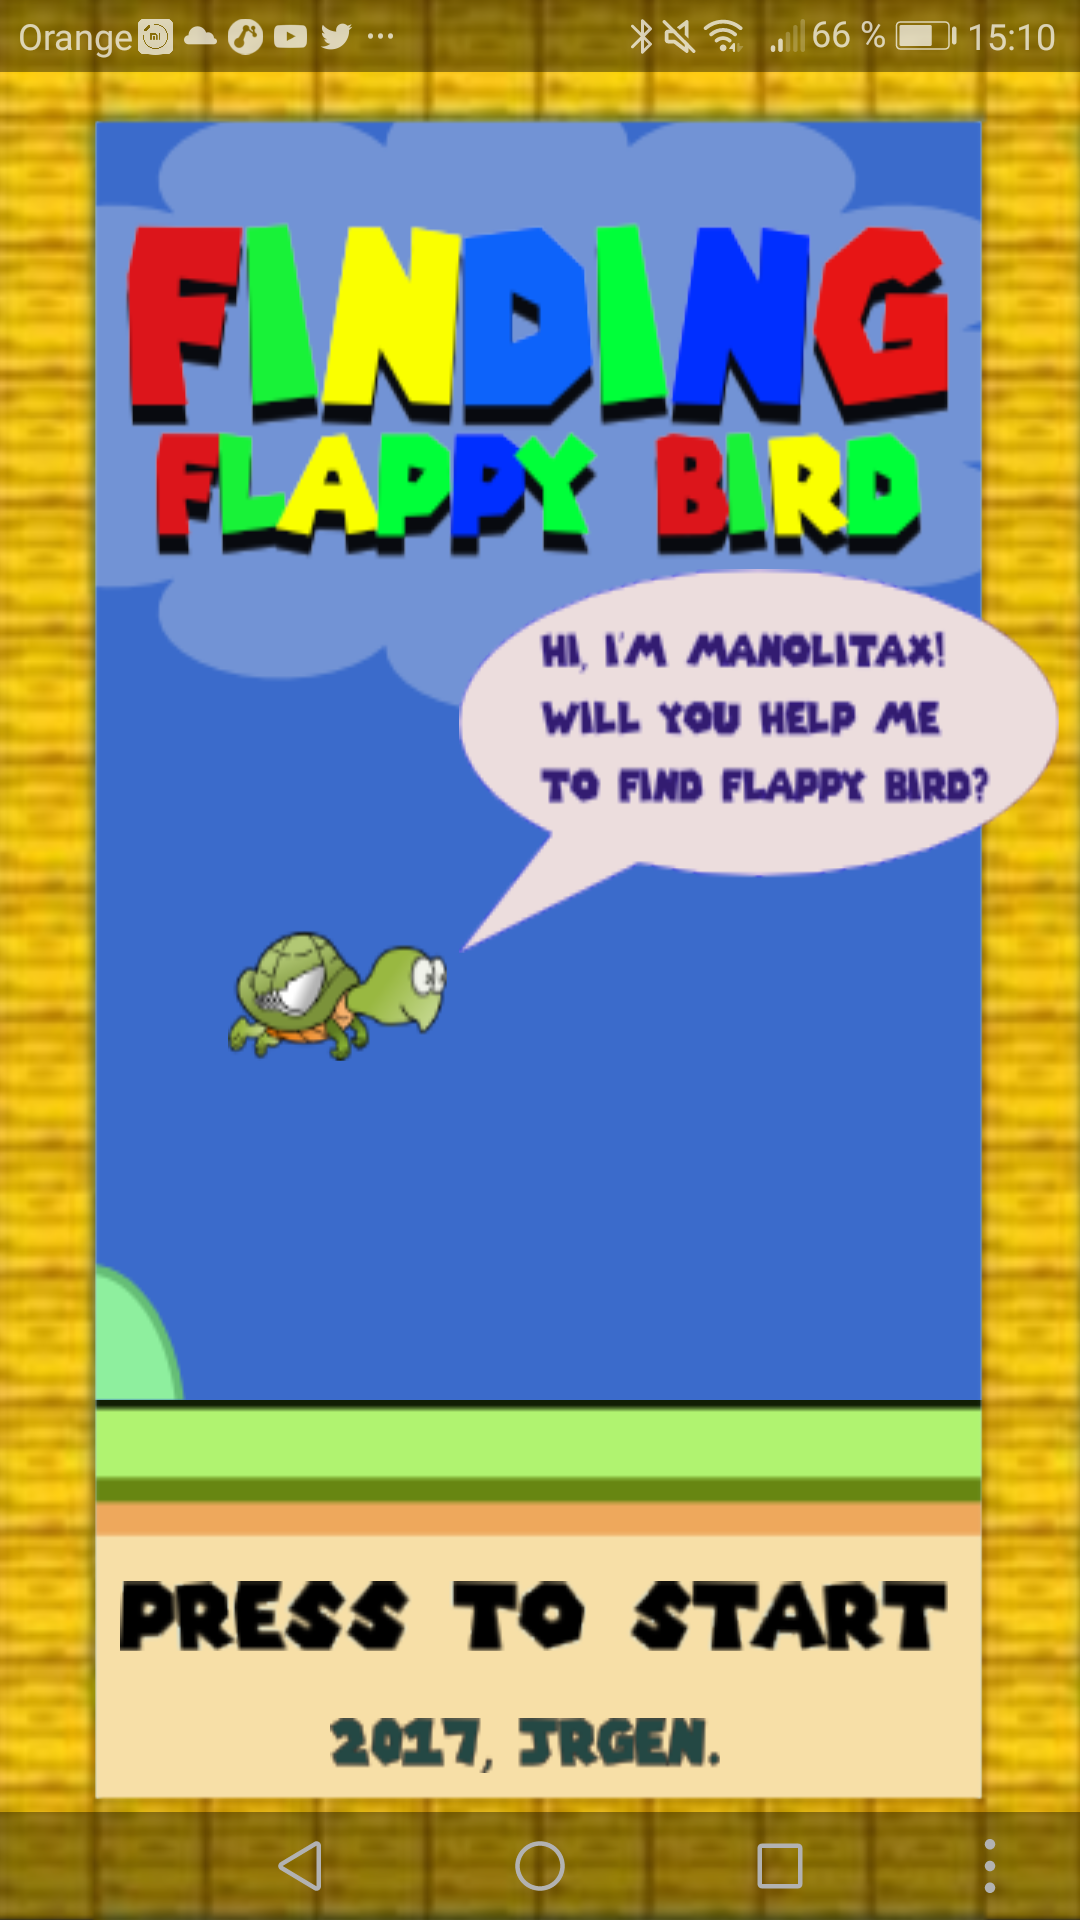 Orange 66 % 15:10
FINDING
FLAPPY BIRD
HI, I'M MANOLITAX!
WILL YOU HELP ME
TO FIND FLAPPY BIRD?
PRESS TO START
2017, JRGEN.